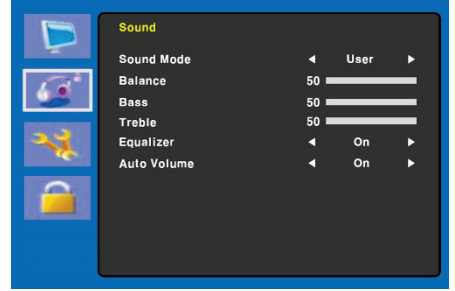 Sound
Sound Mode ◀ User ▶
Balance 50
Bass 50
Treble 50
Equalizer ◀ On ▶
Auto Volume ◀ On ▶